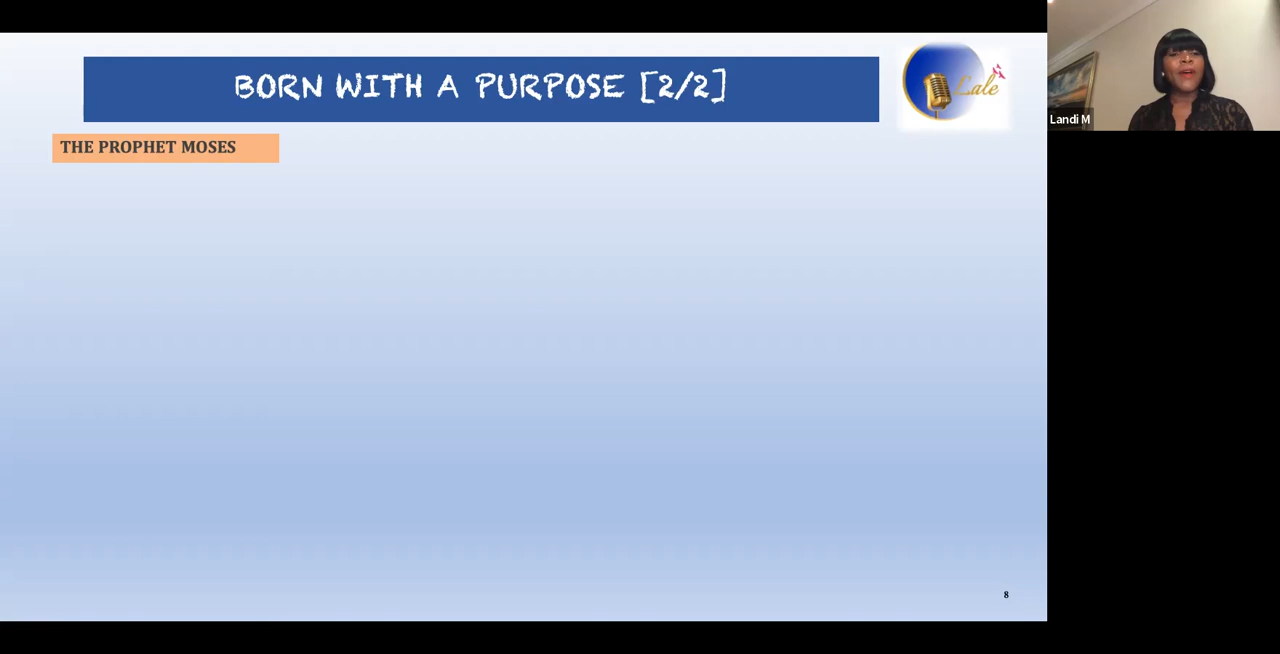 BORN WITH A PURPOSE [2/2]
Lale
Landi M
THE PROPHET MOSES
8